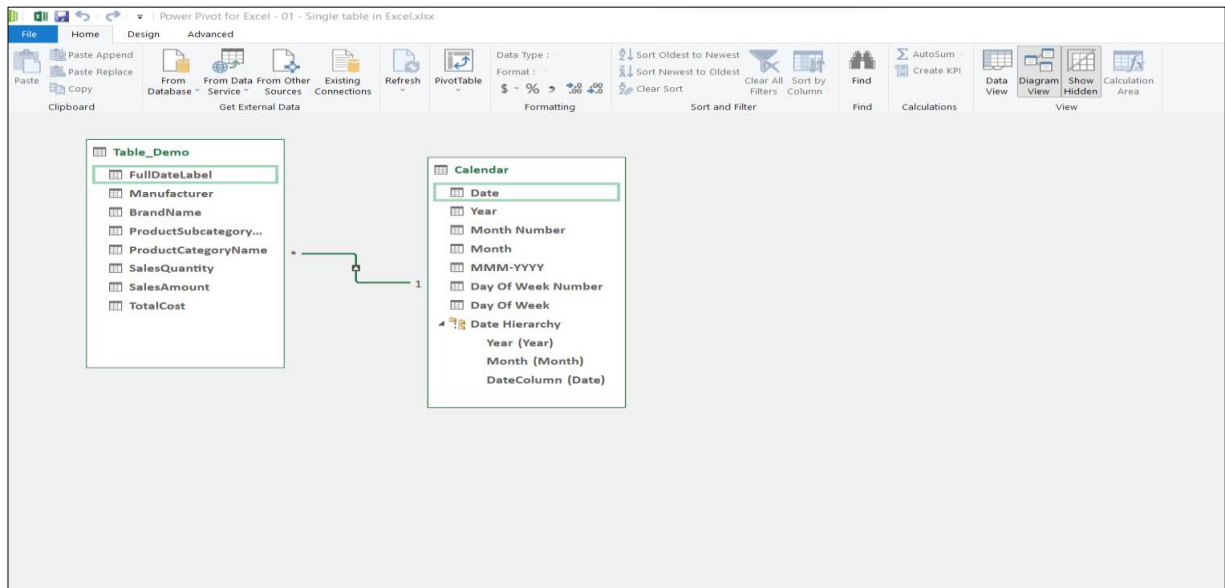 Power Pivot for Excel - 01 - Single table in Excel.xlsx
File Home Design Advanced
Paste
Paste Append
Paste Replace
Copy
Clipboard
From Database
From Data Service
From Other Sources
Existing Connections
Get External Data
Refresh
PivotTable
Data Type :
Format :
$ % , .00 .0
Formatting
Sort Oldest to Newest
Sort Newest to Oldest
Clear Sort
Clear All Filters
Sort by Column
Sort and Filter
Find
Find
AutoSum
Create KPI
Calculations
Data View
Diagram View
Show Hidden
Calculation Area
View
Table_Demo
FullDateLabel
Manufacturer
BrandName
ProductSubcategory...
ProductCategoryName
SalesQuantity
SalesAmount
TotalCost
*
1
Calendar
Date
Year
Month Number
Month
MMM-YYYY
Day Of Week Number
Day Of Week
Date Hierarchy
Year (Year)
Month (Month)
DateColumn (Date)